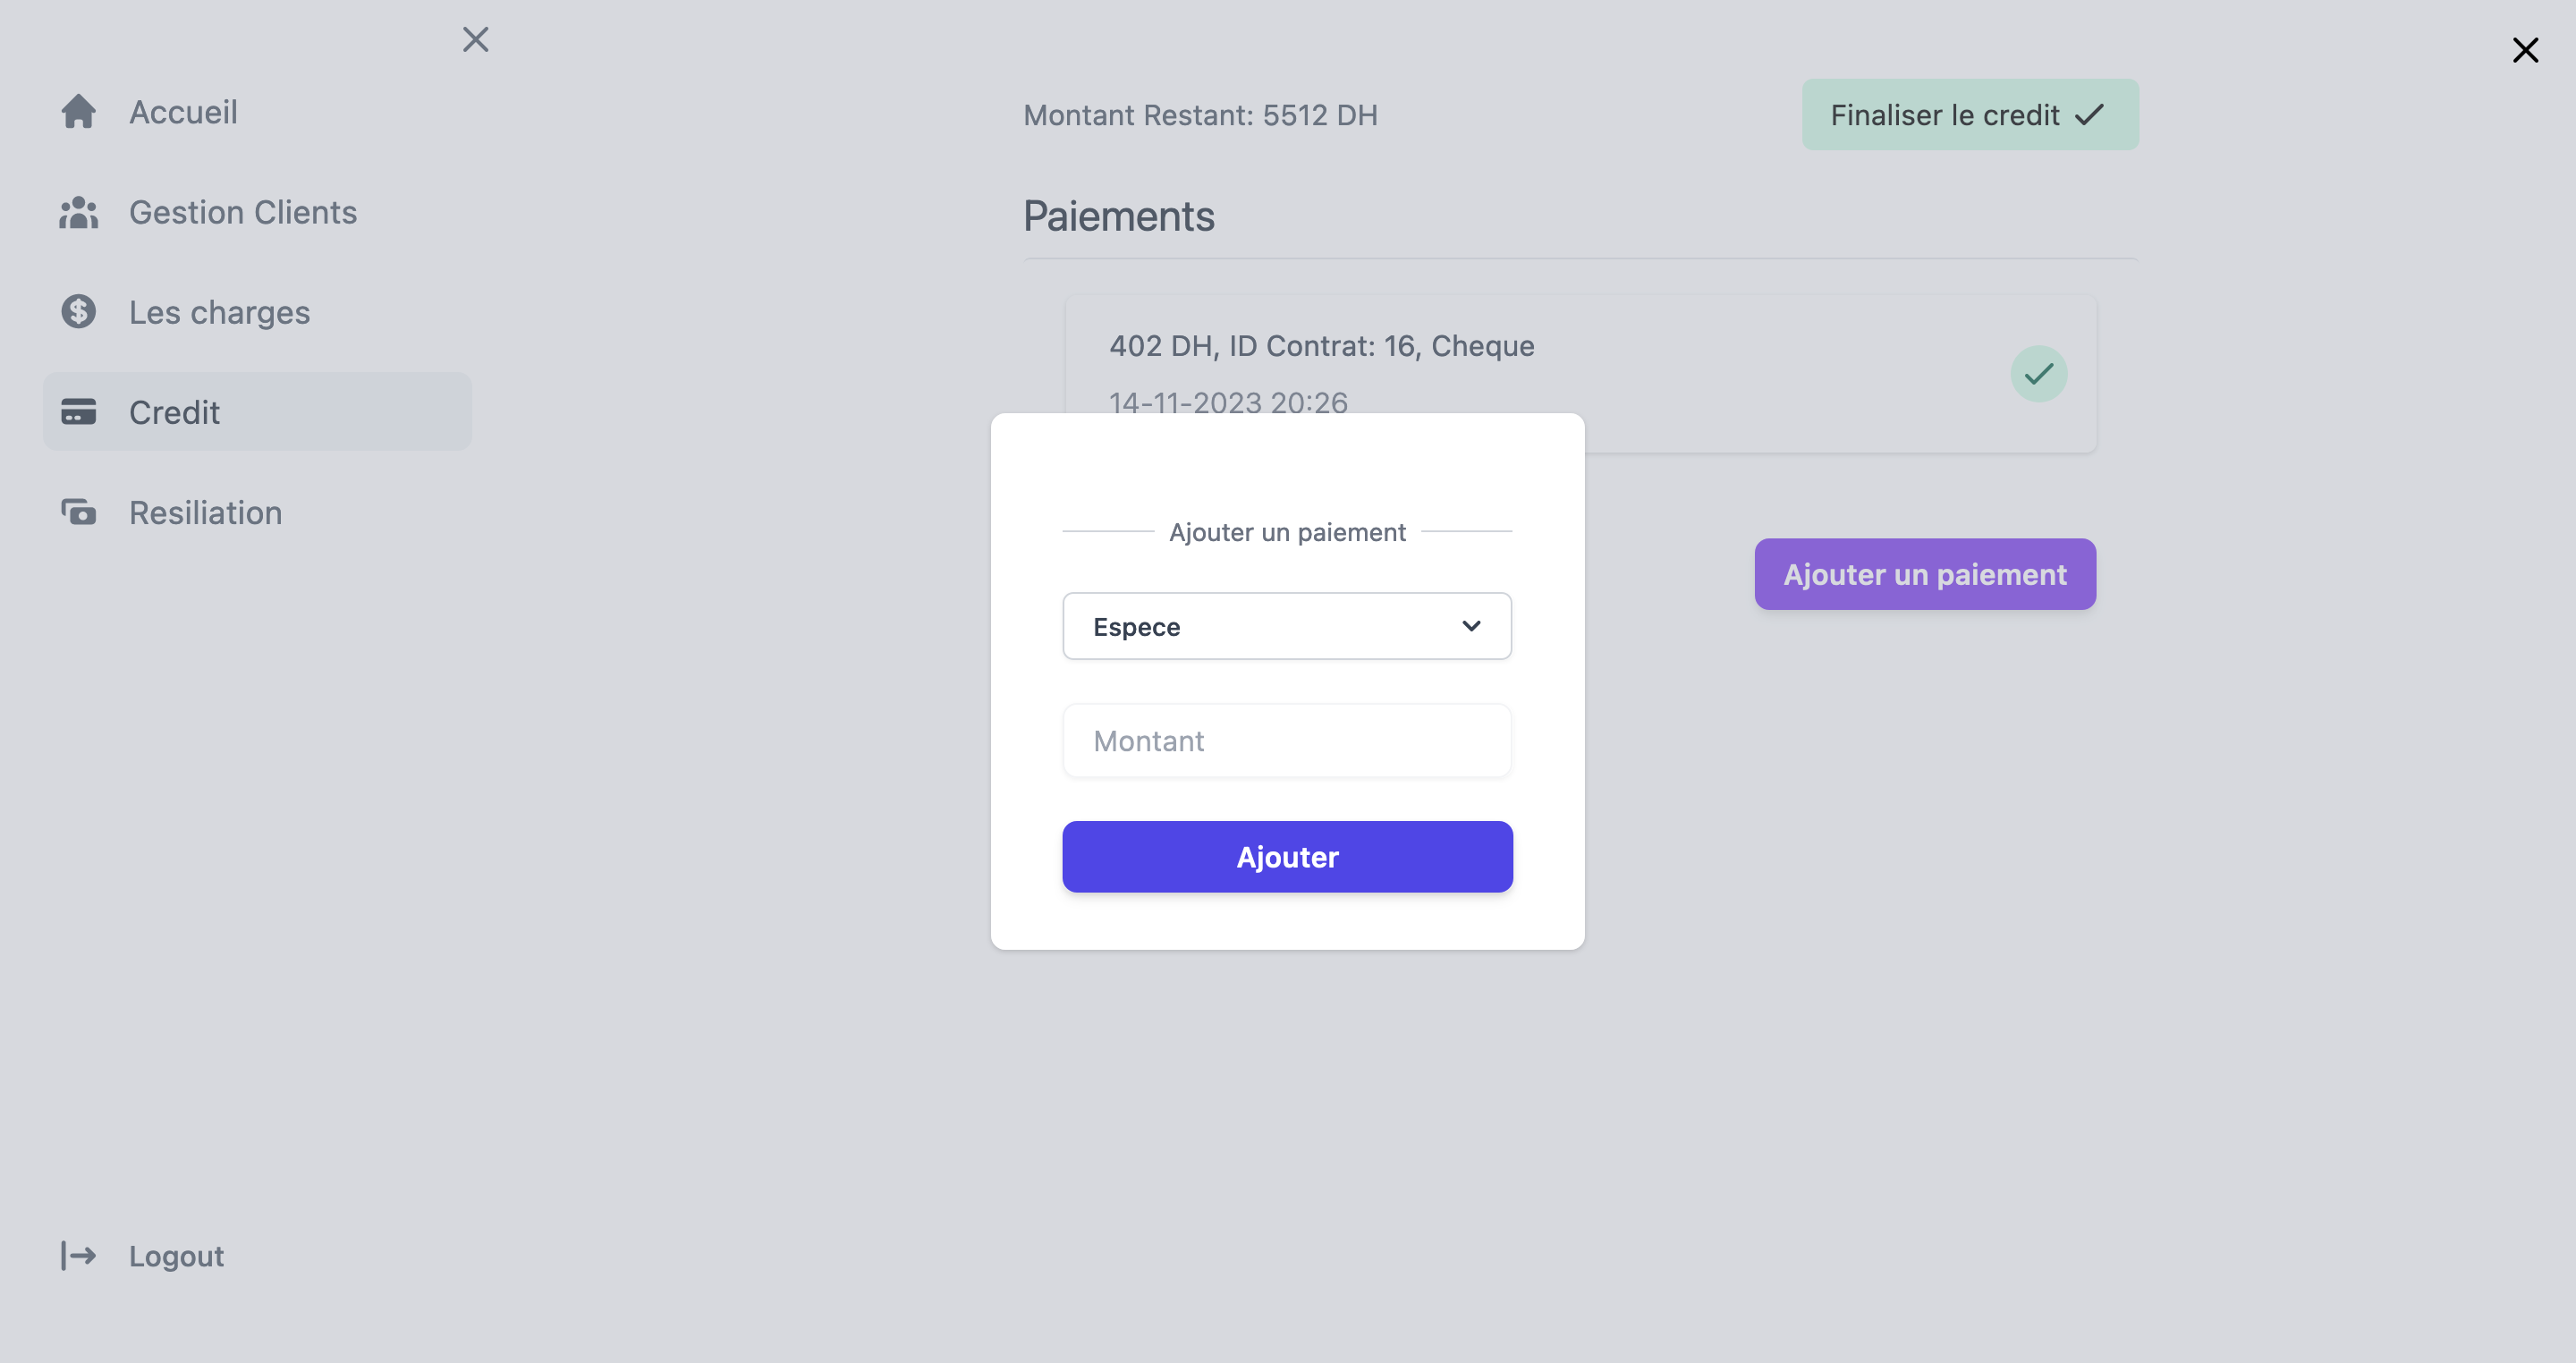 Accueil
Gestion Clients
Les charges
Credit
Resiliation
Logout
Montant Restant: 5512 DH
Finaliser le credit
Paiements
402 DH, ID Contrat: 16, Cheque
14-11-2023 20:26
Ajouter un paiement
Ajouter un paiement
Espece
Montant
Ajouter